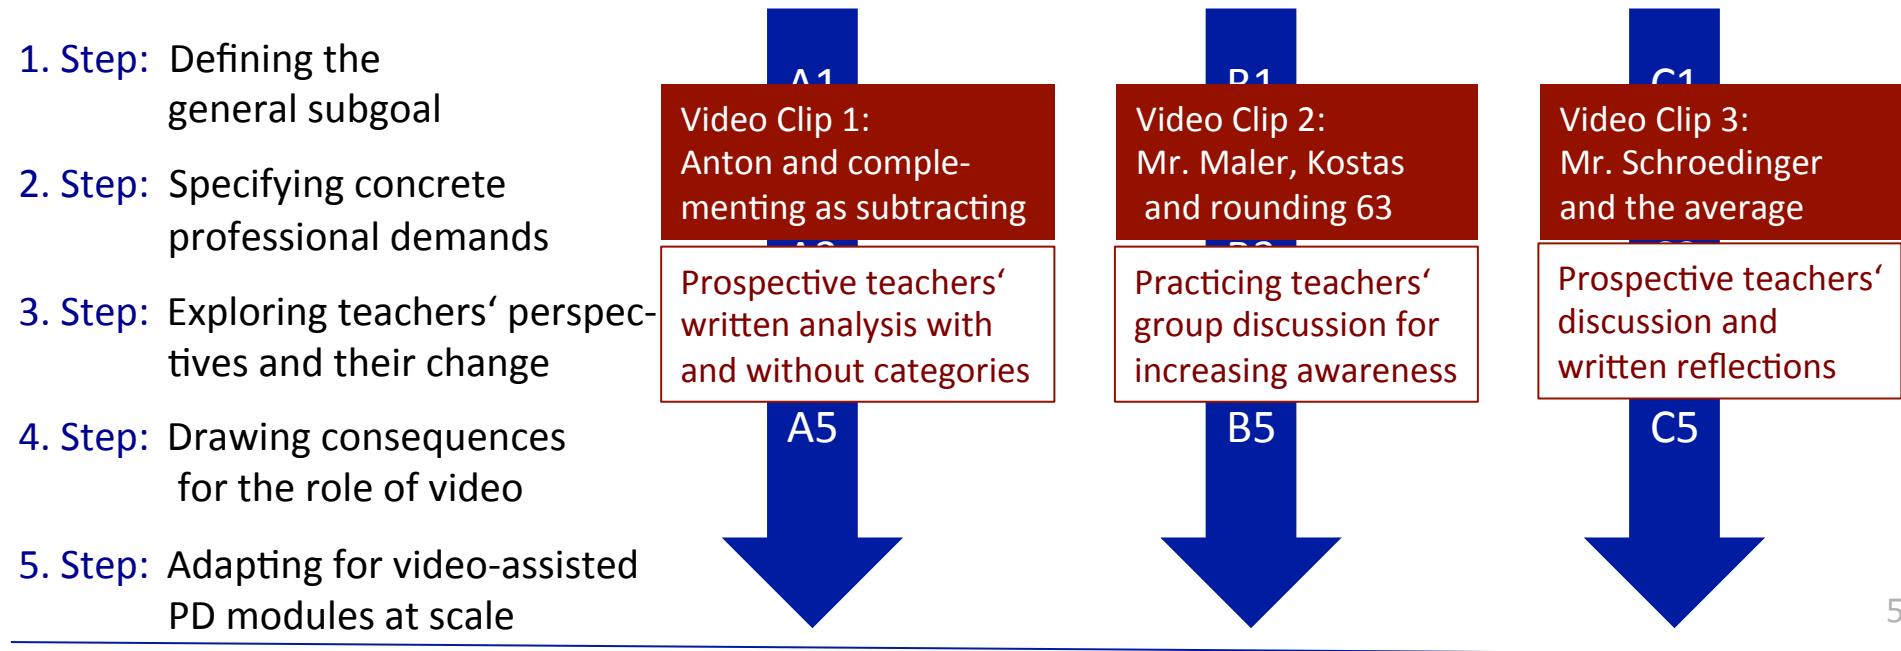 1. Step: Defining the
general subgoal
2. Step: Specifying concrete
professional demands
3. Step: Exploring teachers‘ perspec-
tives and their change
4. Step: Drawing consequences
for the role of video
5. Step: Adapting for video-assisted
PD modules at scale
A1
Video Clip 1:
Anton and comple-
menting as subtracting
Prospective teachers‘
written analysis with
and without categories
A5
B1
Video Clip 2:
Mr. Maler, Kostas
and rounding 63
Practicing teachers‘
group discussion for
increasing awareness
B5
C1
Video Clip 3:
Mr. Schroedinger
and the average
Prospective teachers‘
discussion and
written reflections
C5
5